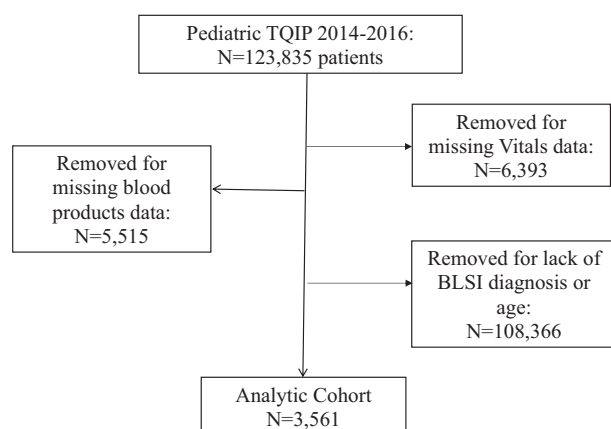 Pediatric TQIP 2014-2016:
N=123,835 patients
Removed for
missing Vitals data:
N=6,393
Removed for
missing blood
products data:
N=5,515
Removed for lack of
BLSI diagnosis or
age:
N=108,366
Analytic Cohort
N=3,561